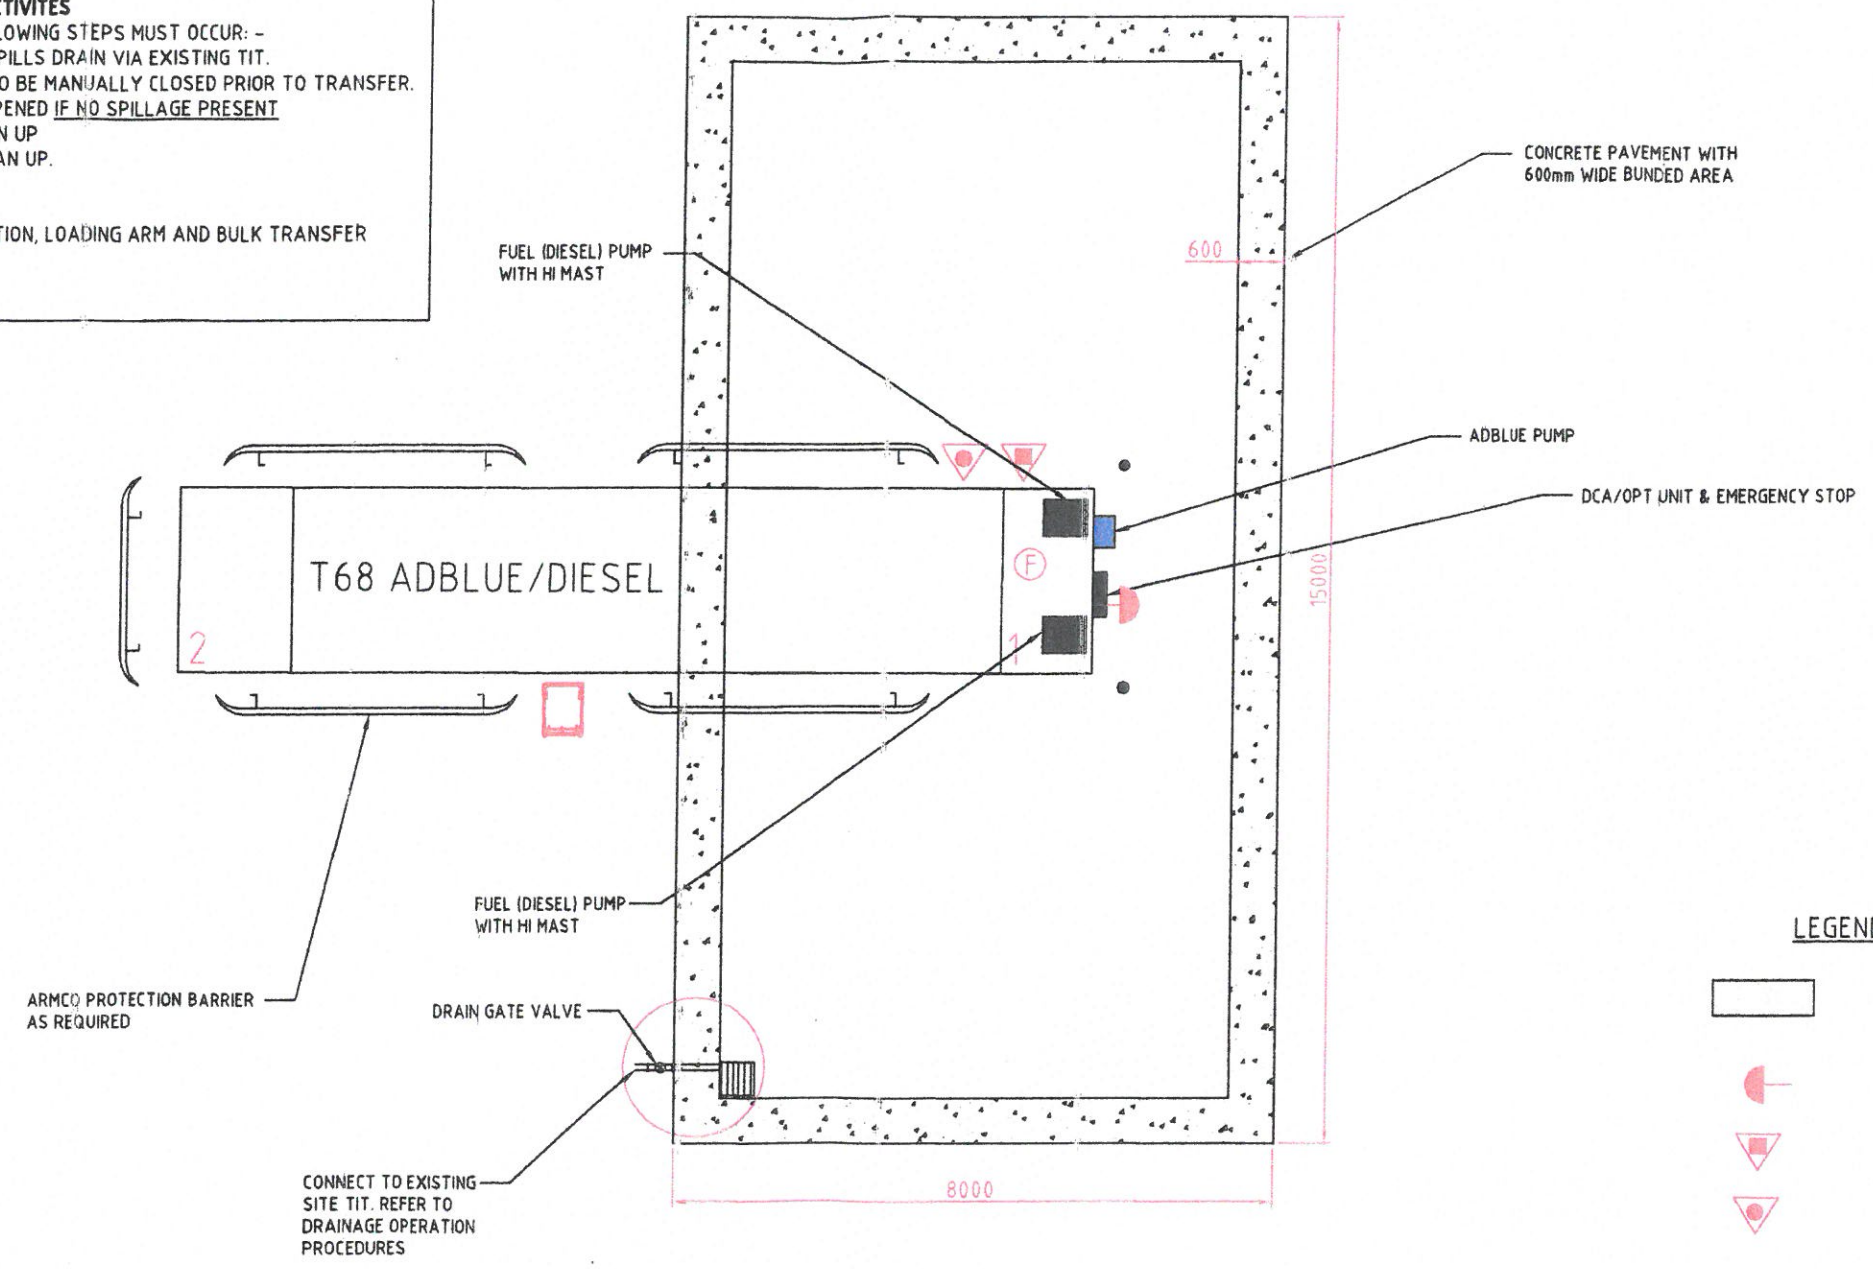 CTIVITES
LOWING STEPS MUST OCCUR: -
PILLS DRAIN VIA EXISTING TIT.
O BE MANUALLY CLOSED PRIOR TO TRANSFER.
PENED IF NO SPILLAGE PRESENT
N UP
AN UP.
TION, LOADING ARM AND BULK TRANSFER
FUEL (DIESEL) PUMP
WITH HI MAST
CONCRETE PAVEMENT WITH
600mm WIDE BUNDED AREA
600
ADBLUE PUMP
DCA/OPT UNIT & EMERGENCY STOP
T68 ADBLUE/DIESEL
F
2
1
15000
FUEL (DIESEL) PUMP
WITH HI MAST
ARMCO PROTECTION BARRIER
AS REQUIRED
DRAIN GATE VALVE
CONNECT TO EXISTING
SITE TIT. REFER TO
DRAINAGE OPERATION
PROCEDURES
8000
LEGEN